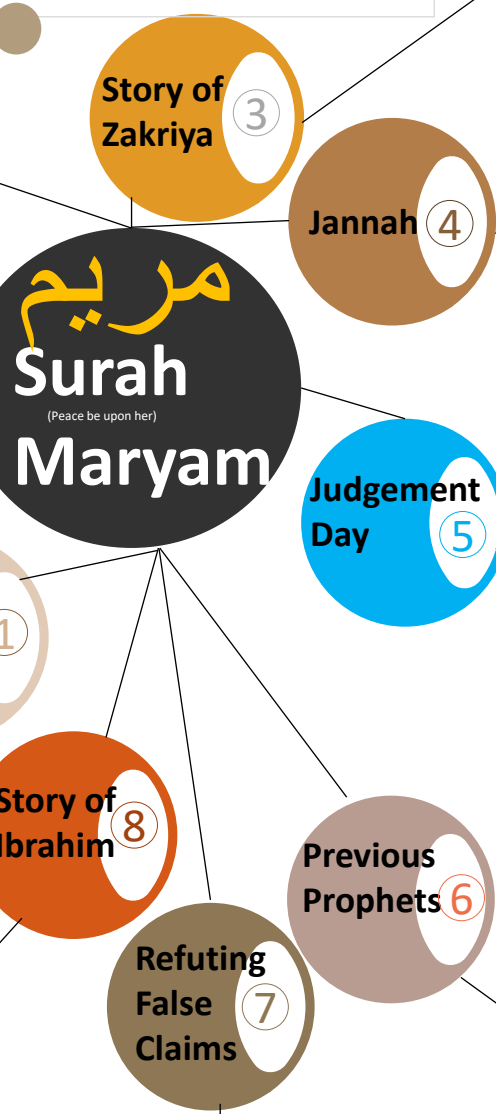 Story of
Zakriya
3
Jannah
4
مريم
Surah
(Peace be upon her)
Maryam
Judgement
Day
5
1
Story of
Ibrahim
8
Previous
Prophets
6
Refuting
False
Claims
7